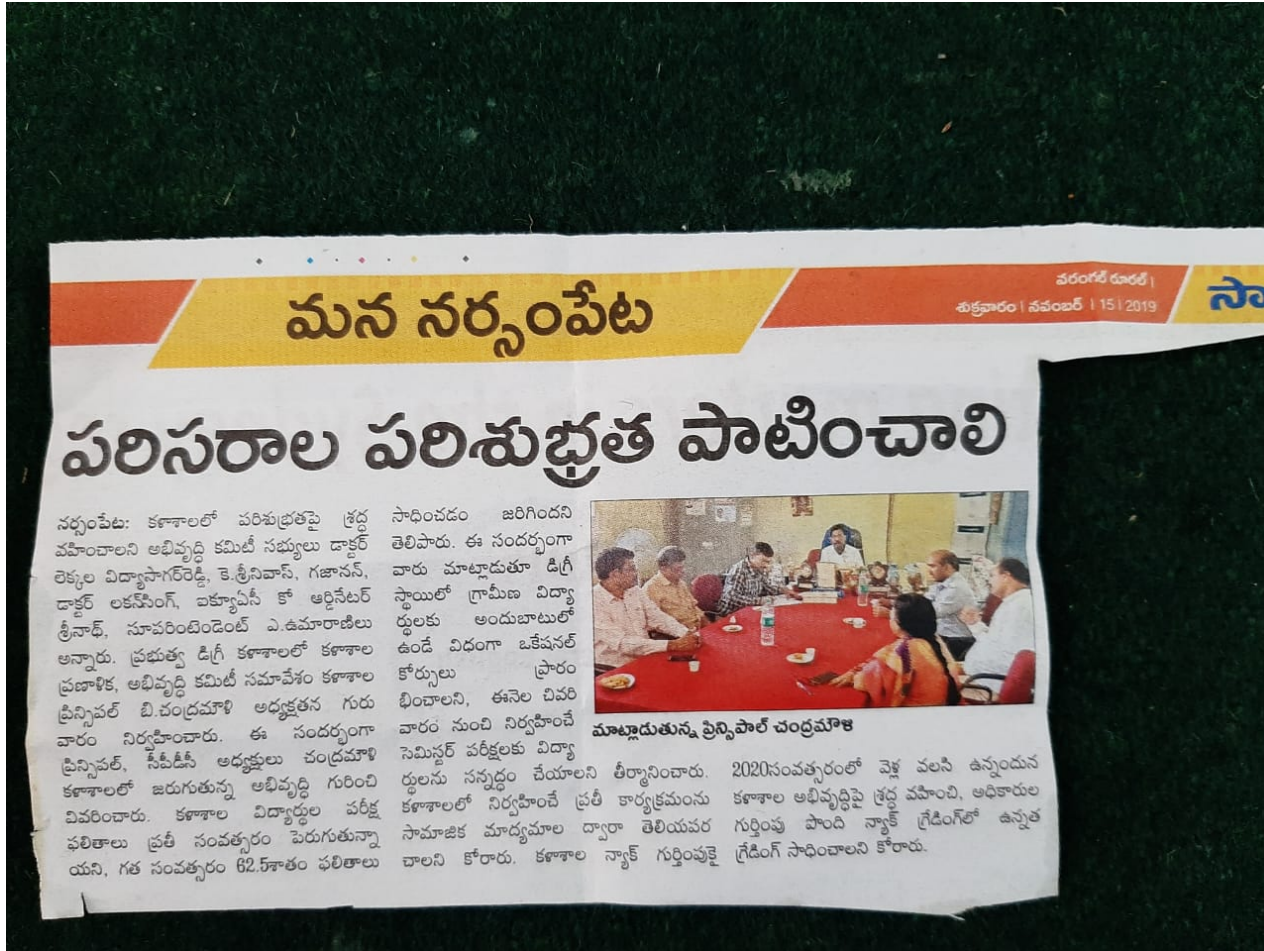 మన నర్సంపేట
వరంగల్ రూరల్ |
శుక్రవారం | నవంబర్ | 15 | 2019
సా
పరిసరాల పరిశుభ్రత పాటించాలి
నర్సంపేట: కళాశాలలో పరిశుభ్రతపై శ్రద్ధ
వహించాలని అభివృద్ధి కమిటీ సభ్యులు డాక్టర్
లెక్కల విద్యాసాగర్‌రెడ్డి, కె.శ్రీనివాస్, గజానన్,
డాక్టర్ లకన్‌సింగ్, ఐక్యూఏసీ కో ఆర్డినేటర్
శ్రీనాథ్, సూపరింటెండెంట్ ఎ.ఉమారాణిలు
అన్నారు. ప్రభుత్వ డిగ్రీ కళాశాలలో కళాశాల
ప్రణాళిక, అభివృద్ధి కమిటీ సమావేశం కళాశాల
ప్రిన్సిపల్ బి.చంద్రమౌళి అధ్యక్షతన గురు
వారం నిర్వహించారు. ఈ సందర్భంగా
ప్రిన్సిపల్, సీపీడీసీ అధ్యక్షులు చంద్రమౌళి
కళాశాలలో జరుగుతున్న అభివృద్ధి గురించి
వివరించారు. కళాశాల విద్యార్థుల పరీక్ష
ఫలితాలు ప్రతీ సంవత్సరం పెరుగుతున్నా
యని, గత సంవత్సరం 62.5శాతం ఫలితాలు
సాధించడం జరిగిందని
తెలిపారు. ఈ సందర్భంగా
వారు మాట్లాడుతూ డిగ్రీ
స్థాయిలో గ్రామీణ విద్యా
ర్థులకు అందుబాటులో
ఉండే విధంగా ఒకేషనల్
కోర్సులు ప్రారం
భించాలని, ఈనెల చివరి
వారం నుంచి నిర్వహించే
సెమిస్టర్ పరీక్షలకు విద్యా
ర్థులను సన్నద్ధం చేయాలని తీర్మానించారు.
కళాశాలలో నిర్వహించే ప్రతీ కార్యక్రమంను
సామాజిక మాద్యమాల ద్వారా తెలియపర
చాలని కోరారు. కళాశాల న్యాక్ గుర్తింపుకై
మాట్లాడుతున్న ప్రిన్సిపాల్ చంద్రమౌళి
2020సంవత్సరంలో వెళ్ల వలసి ఉన్నందున
కళాశాల అభివృద్ధిపై శ్రద్ధ వహించి, అధికారుల
గుర్తింపు పొంది న్యాక్ గ్రేడింగ్‌లో ఉన్నత
గ్రేడింగ్ సాధించాలని కోరారు.